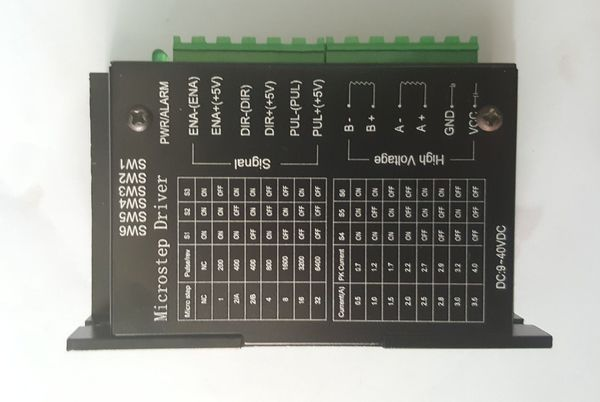 SW1
SW2
SW3
SW4
SW5
SW6
Microstep Driver
PWR/ALARM
Micro step Pulse/rev S1 S2 S3
NC NC ON ON ON
1 200 ON ON OFF
2/A 400 ON OFF ON
2/B 400 OFF ON ON
4 800 ON OFF OFF
8 1600 OFF ON OFF
16 3200 OFF OFF ON
32 6400 OFF OFF OFF
Signal
ENA-(ENA)
ENA+(+5V)
DIR-(DIR)
DIR+(+5V)
PUL-(PUL)
PUL+(+5V)
Current(A) PK Current S4 S5 S6
0.5 0.7 ON ON ON
1.0 1.2 ON OFF ON
1.5 1.7 ON ON OFF
2.0 2.2 ON OFF OFF
2.5 2.7 OFF ON ON
2.8 2.9 OFF OFF ON
3.0 3.2 OFF ON OFF
3.5 4.0 OFF OFF OFF
High Voltage
B -
B +
A -
A +
GND
VCC
DC:9~40VDC